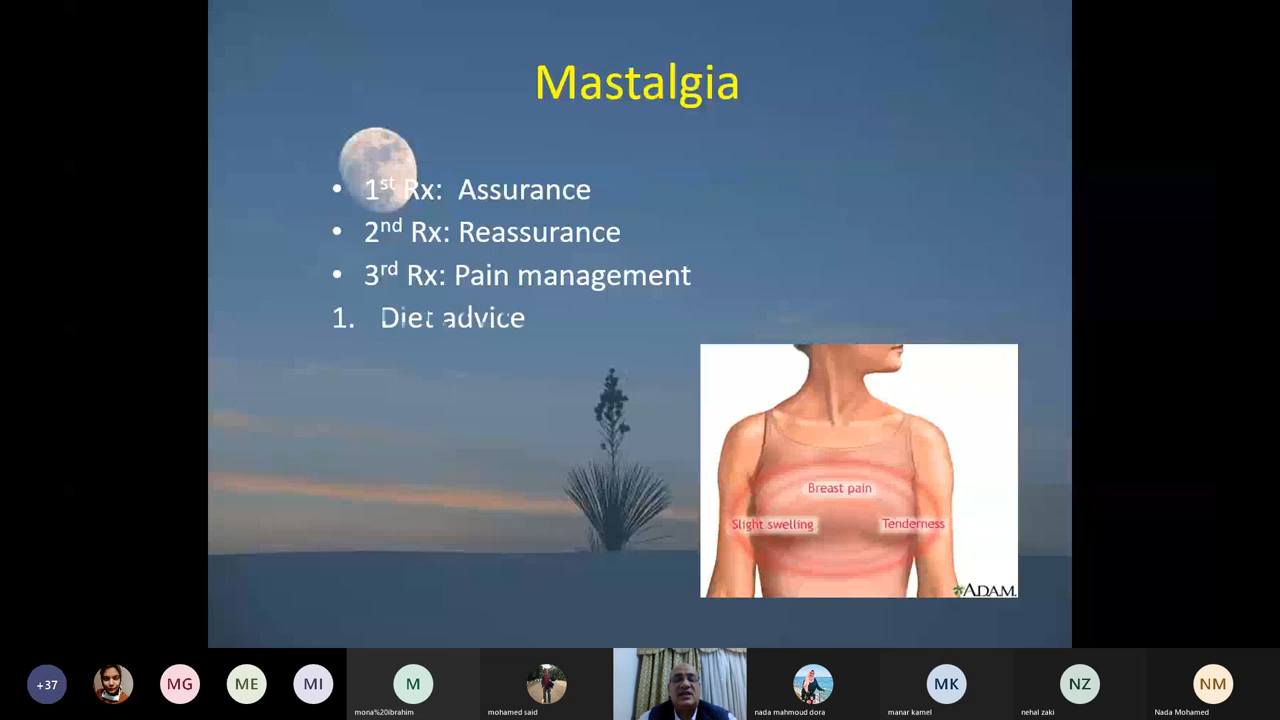 Mastalgia
• 1st Rx: Assurance
• 2nd Rx: Reassurance
• 3rd Rx: Pain management
1. Diet advice
Breast pain
Slight swelling
Tenderness
ADAM.
+37
MG
ME
MI
M
MK
NZ
NM
mona%20ibrahim
mohamed said
nada mahmoud dora
manar kamel
nehal zaki
Nada Mohamed